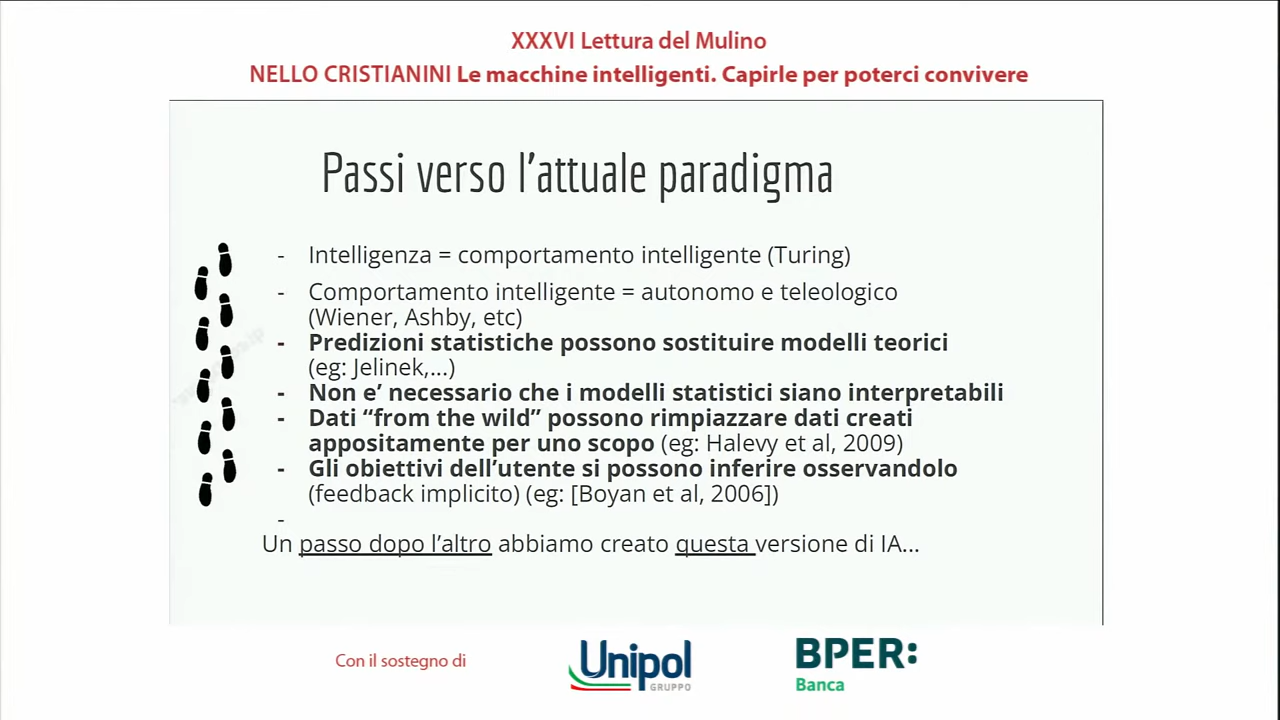 XXXVI Lettura del Mulino
NELLO CRISTIANINI Le macchine intelligenti. Capirle per poterci convivere
Passi verso l'attuale paradigma
- Intelligenza = comportamento intelligente (Turing)
- Comportamento intelligente = autonomo e teleologico
(Wiener, Ashby, etc)
- Predizioni statistiche possono sostituire modelli teorici
(eg: Jelinek,...)
- Non e' necessario che i modelli statistici siano interpretabili
- Dati “from the wild” possono rimpiazzare dati creati
appositamente per uno scopo (eg: Halevy et al, 2009)
- Gli obiettivi dell'utente si possono inferire osservandolo
(feedback implicito) (eg: [Boyan et al, 2006])
-
Un passo dopo l'altro abbiamo creato questa versione di IA...
Con il sostegno di
Unipol
GRUPPO
BPER:
Banca